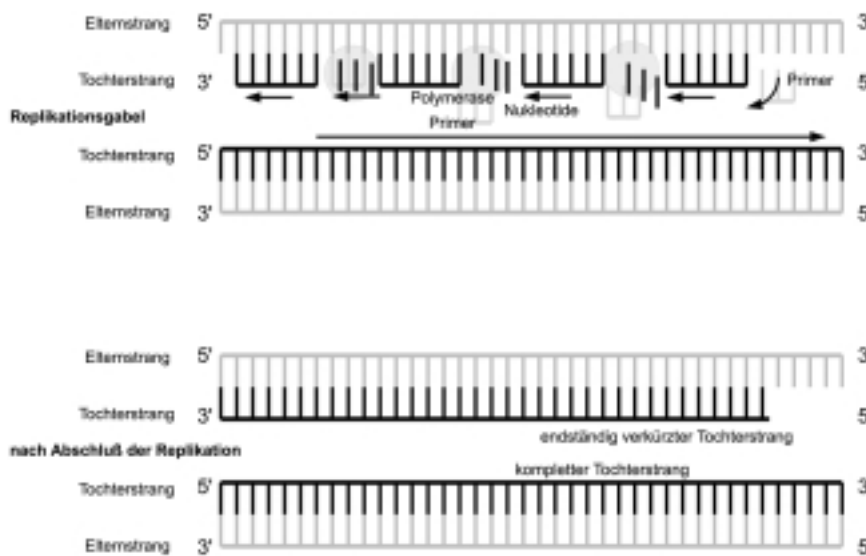 Elternstrang 5' 3'
Tochterstrang 3' Primer 5'
Polymerase
Nukleotide
Replikationsgabel
Primer
Tochterstrang 5' 3'
Elternstrang 3' 5'
Elternstrang 5' 3'
Tochterstrang 3' 5'
endständig verkürzter Tochterstrang
nach Abschluß der Replikation
kompletter Tochterstrang
Tochterstrang 5' 3'
Elternstrang 3' 5'